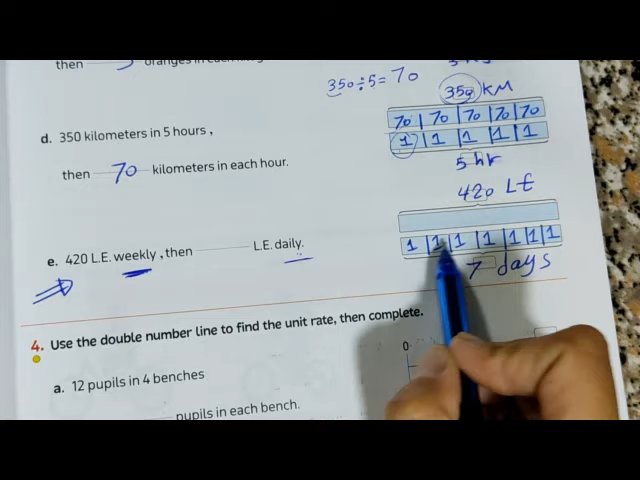 then 5 oranges in each
350÷5=70
350 KM
d. 350 kilometers in 5 hours ,
70 70 70 70 70
1 1 1 1 1
then 70 kilometers in each hour.
5 hr
420 LE
e. 420 L.E. weekly , then L.E. daily.
1 1 1 1 1 1 1
7 days
4. Use the double number line to find the unit rate, then complete.
0
a. 12 pupils in 4 benches
pupils in each bench.